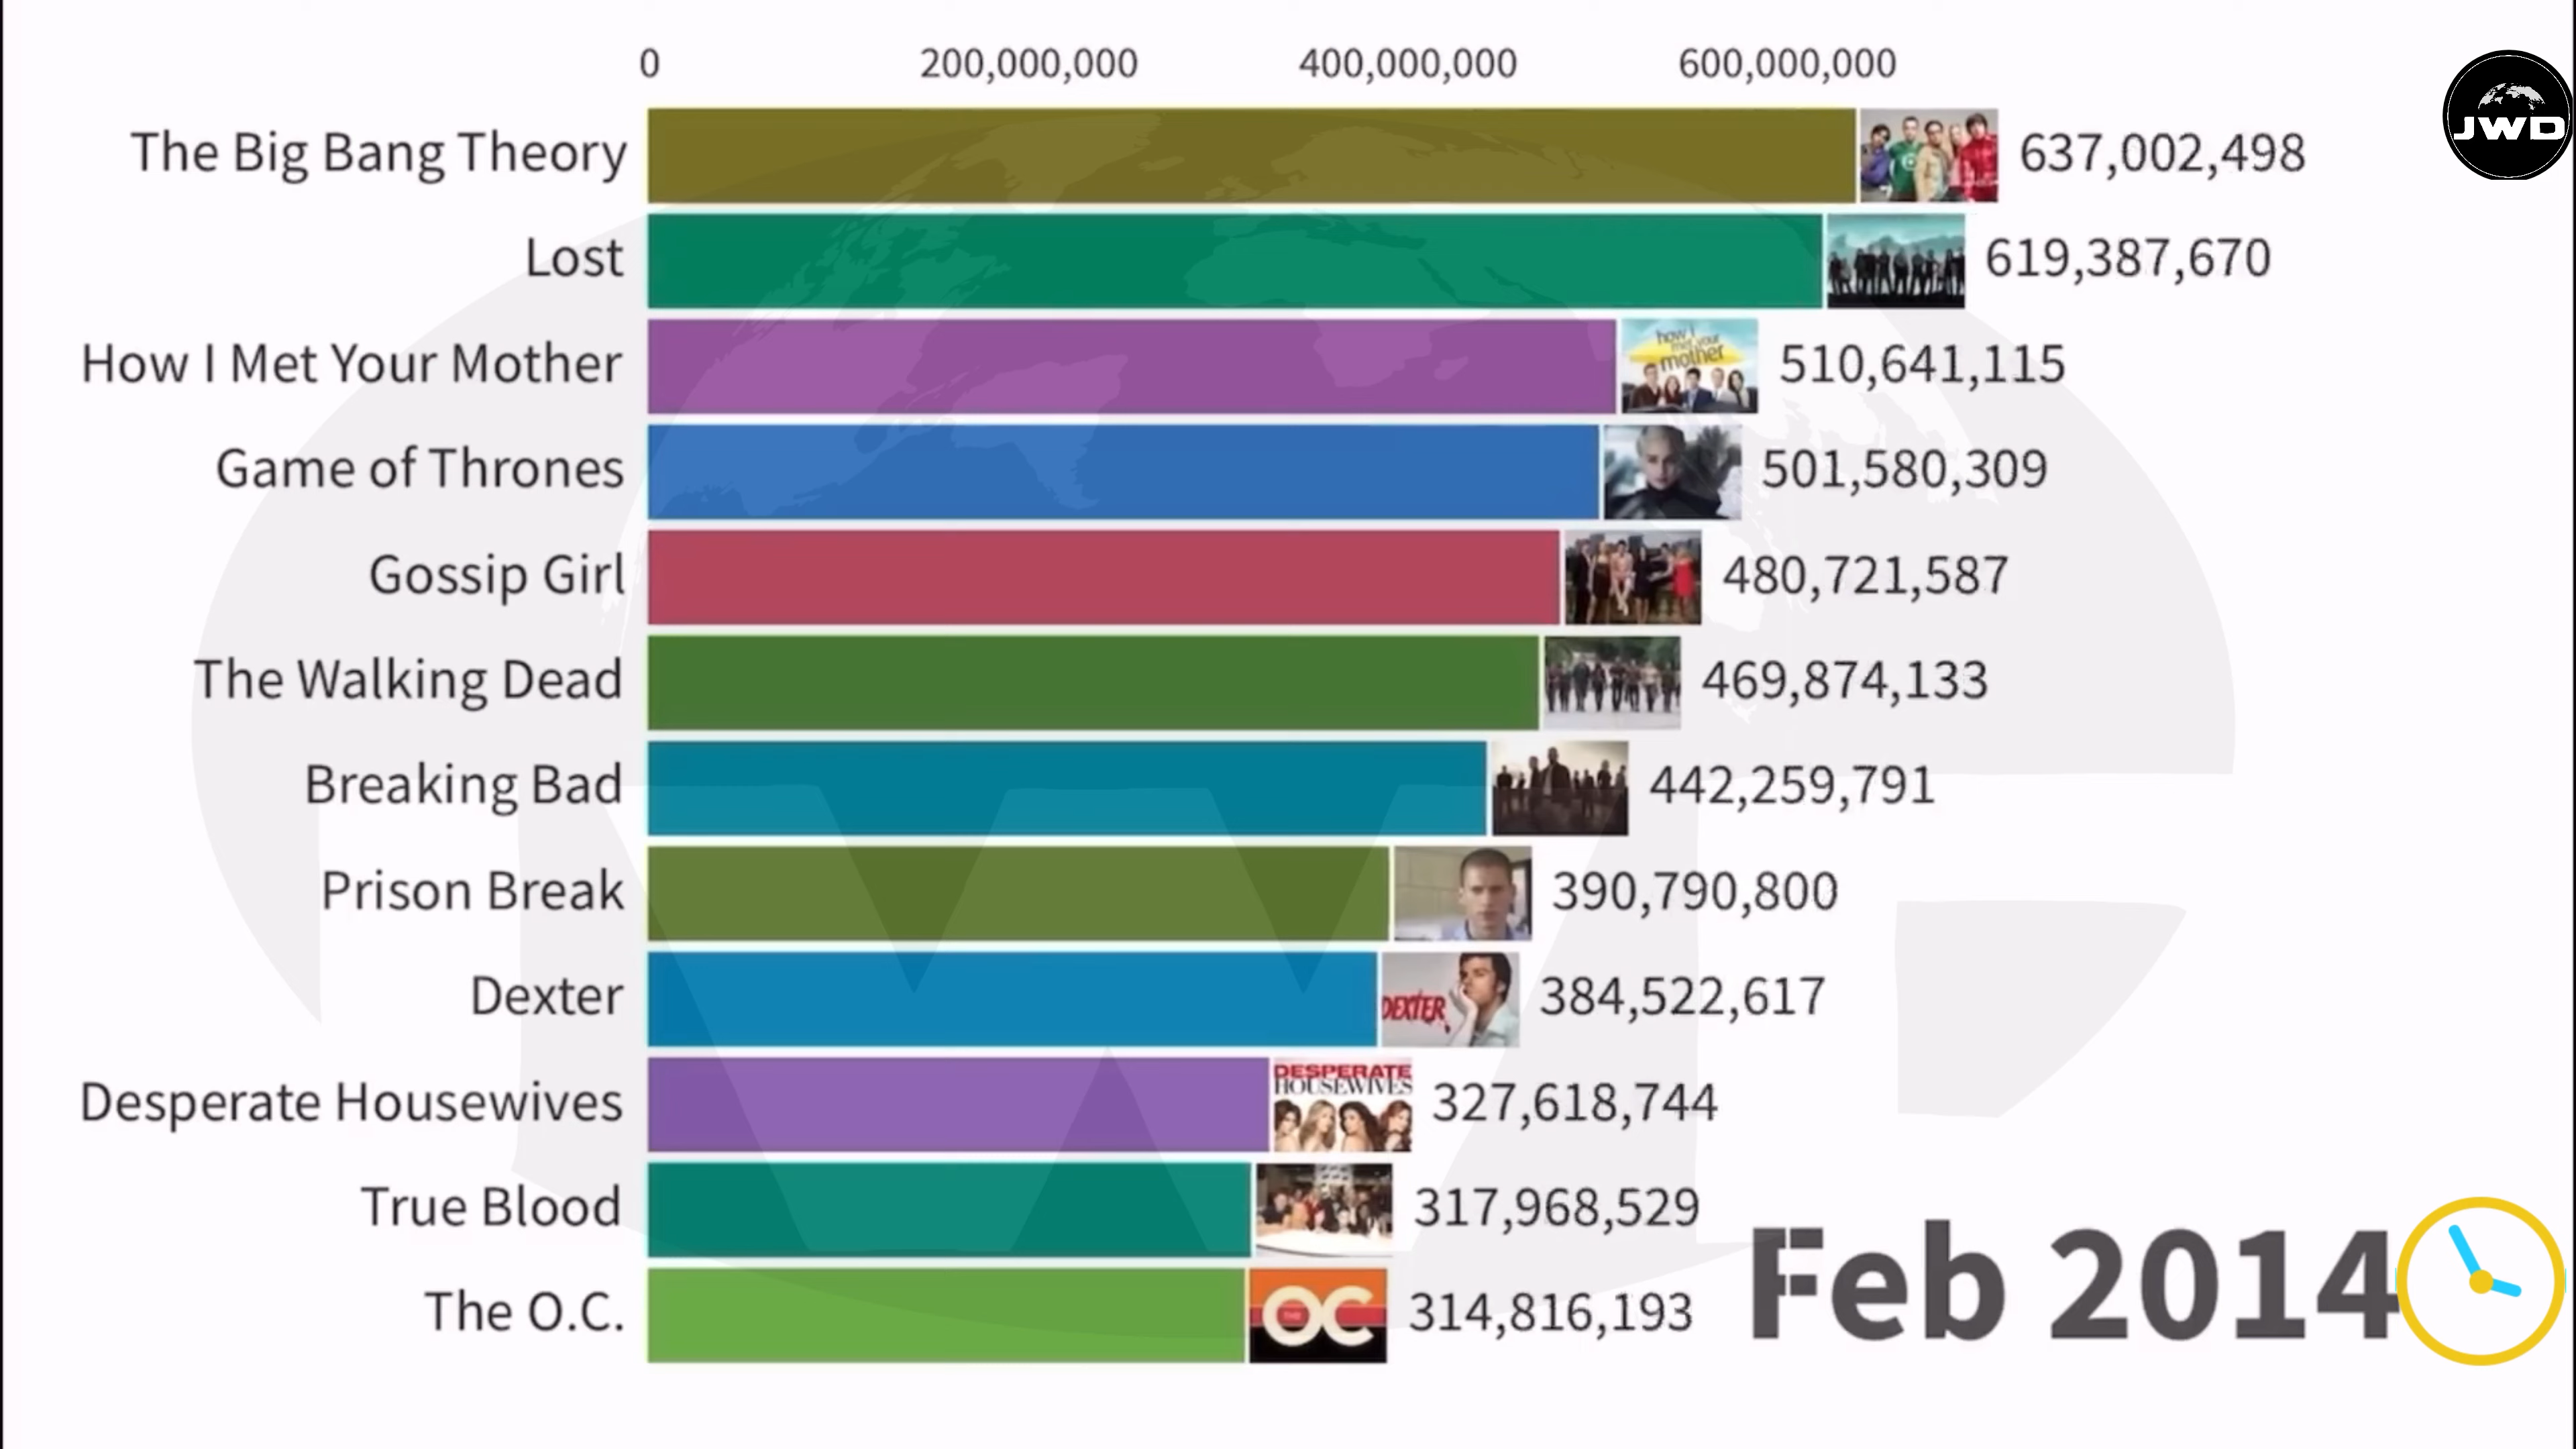 0 200,000,000 400,000,000 600,000,000
JWD
The Big Bang Theory 637,002,498
Lost 619,387,670
how i met your mother
How I Met Your Mother 510,641,115
Game of Thrones 501,580,309
Gossip Girl 480,721,587
The Walking Dead 469,874,133
Breaking Bad 442,259,791
Prison Break 390,790,800
Dexter DEXTER 384,522,617
DESPERATE
HOUSEWIVES
Desperate Housewives 327,618,744
True Blood 317,968,529
The O.C. OC 314,816,193
Feb 2014